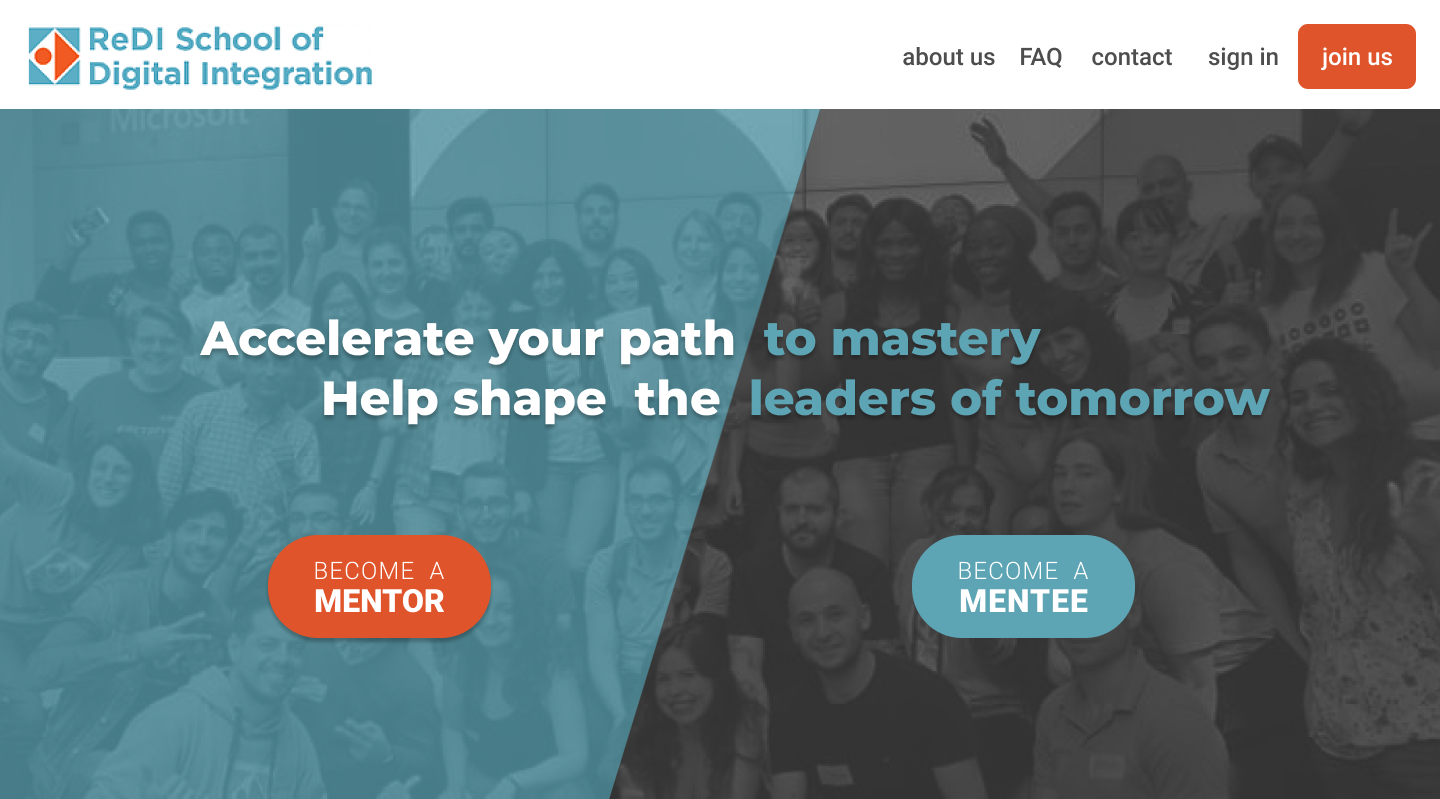 ReDI School of
Digital Integration
about us FAQ contact sign in join us
Microsoft
Accelerate your path to mastery
Help shape the leaders of tomorrow
BECOME A
MENTOR
BECOME A
MENTEE